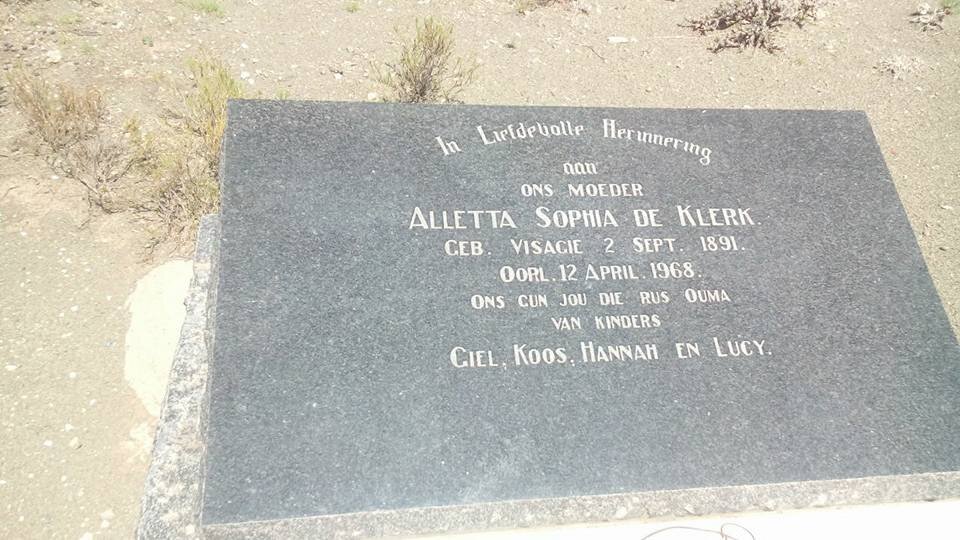 In Liefdevolle Herinnering
aan
ONS MOEDER
ALLETTA SOPHIA DE KLERK.
GEB. VISAGIE 2 SEPT. 1891.
OORL. 12 APRIL. 1968.
ONS GUN JOU DIE RUS OUMA
VAN KINDERS
GIEL, KOOS, HANNAH EN LUCY.